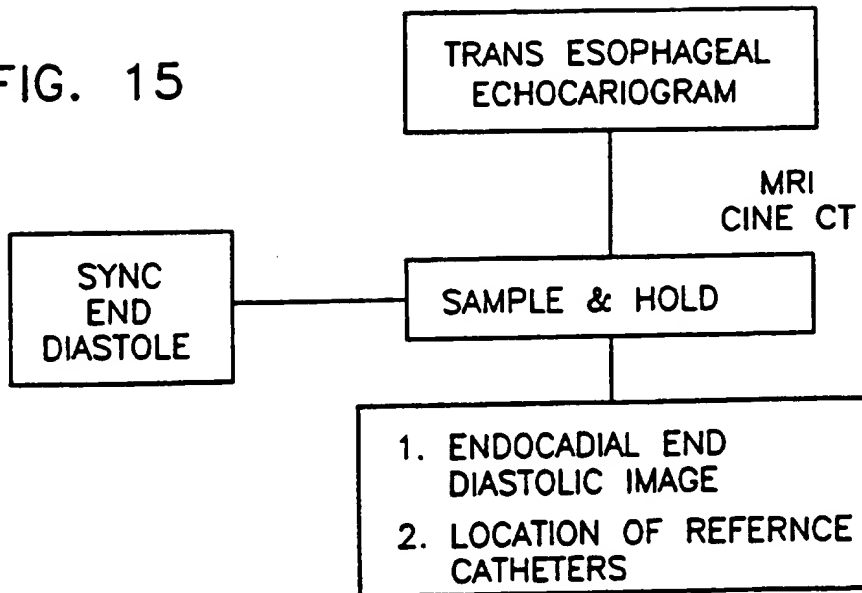 FIG. 15
TRANS ESOPHAGEAL
ECHOCARIOGRAM
MRI
CINE CT
SYNC
END
DIASTOLE
SAMPLE & HOLD
1. ENDOCADIAL END
DIASTOLIC IMAGE
2. LOCATION OF REFERNCE
CATHETERS